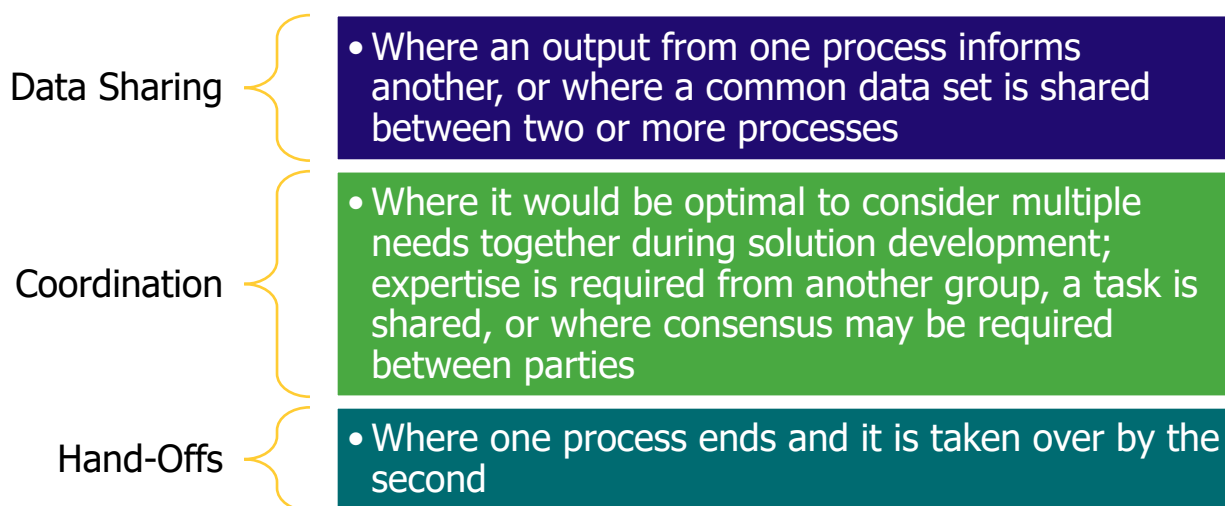 Data Sharing
• Where an output from one process informs
another, or where a common data set is shared
between two or more processes
Coordination
• Where it would be optimal to consider multiple
needs together during solution development;
expertise is required from another group, a task is
shared, or where consensus may be required
between parties
Hand-Offs
• Where one process ends and it is taken over by the
second